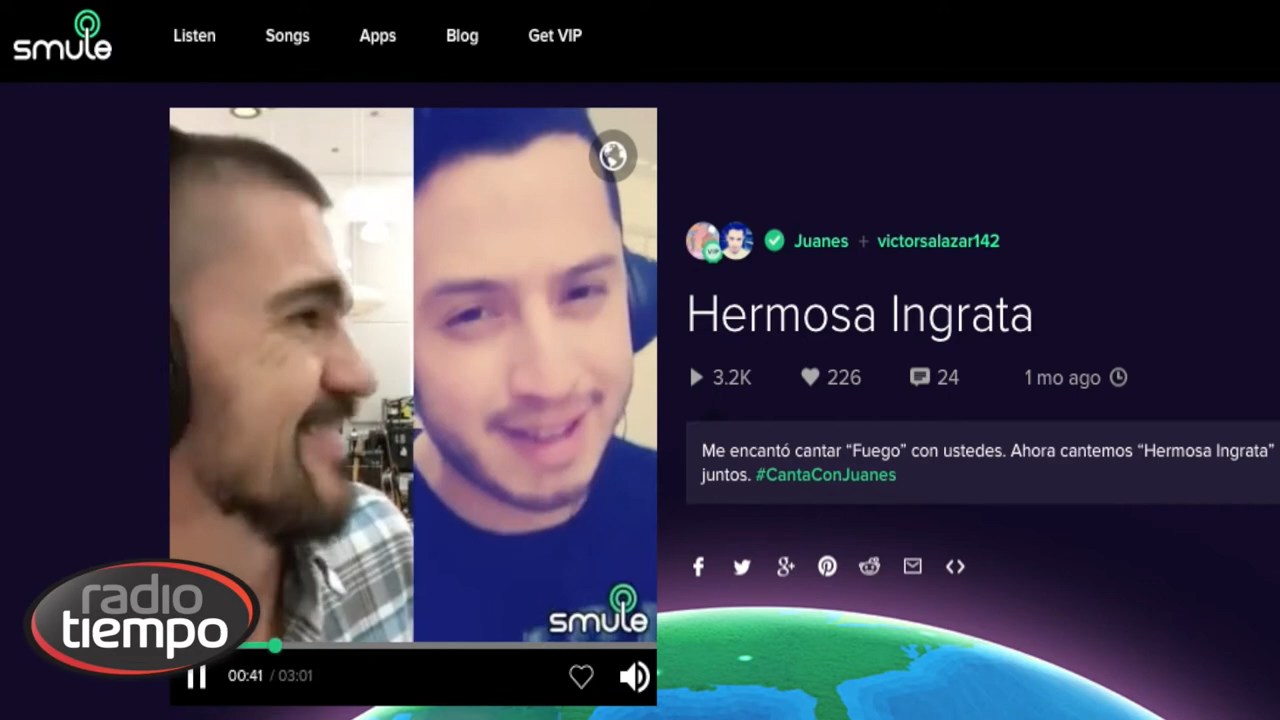 smule
Listen Songs Apps Blog Get VIP
VIP
Juanes + victorsalazar142
Hermosa Ingrata
3.2K 226 24 1 mo ago
Me encantó cantar “Fuego” con ustedes. Ahora cantemos “Hermosa Ingrata”
juntos. #CantaConJuanes
smule
radio
tiempo
00:41 / 03:01